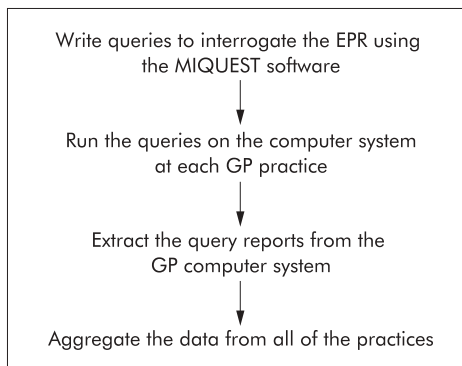 Write queries to interrogate the EPR using
the MIQUEST software
Run the queries on the computer system
at each GP practice
Extract the query reports from the
GP computer system
Aggregate the data from all of the practices